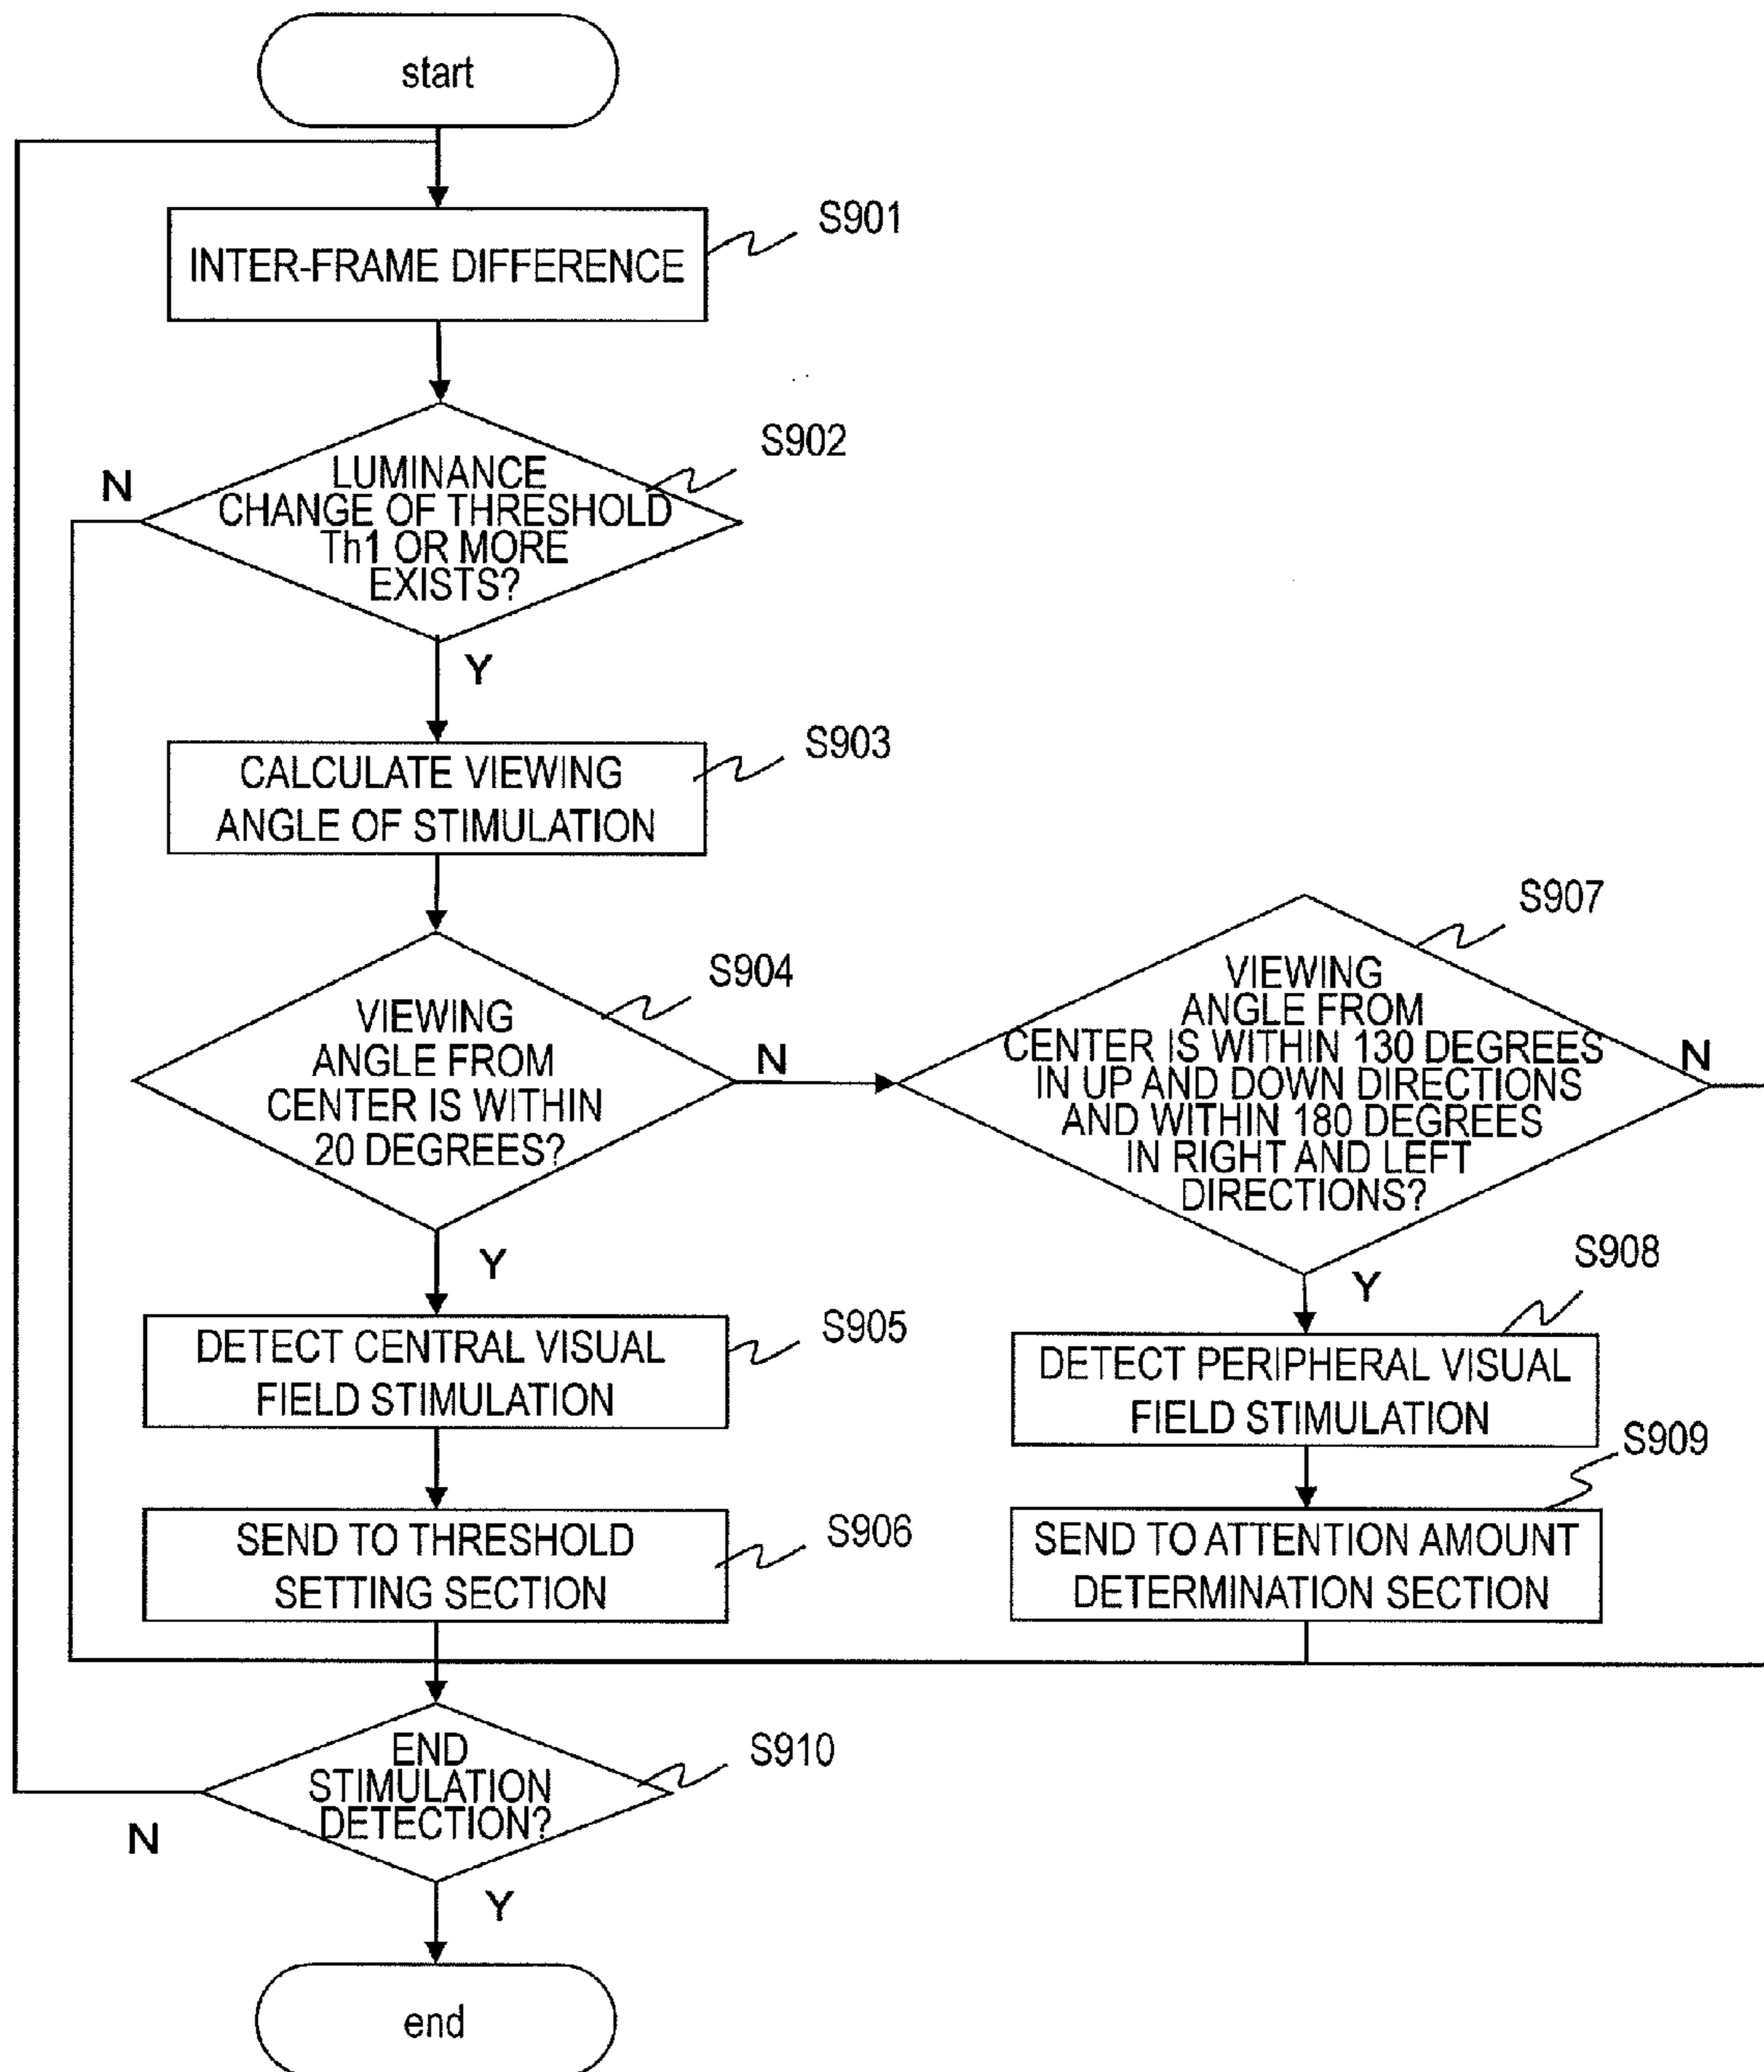 start
S901
INTER-FRAME DIFFERENCE
S902
N
LUMINANCE
CHANGE OF THRESHOLD
Th1 OR MORE
EXISTS?
Y
S903
CALCULATE VIEWING
ANGLE OF STIMULATION
S904
VIEWING
ANGLE FROM
CENTER IS WITHIN
20 DEGREES?
N
S907
VIEWING
ANGLE FROM
CENTER IS WITHIN 130 DEGREES
IN UP AND DOWN DIRECTIONS
AND WITHIN 180 DEGREES
IN RIGHT AND LEFT
DIRECTIONS?
N
Y
S905
DETECT CENTRAL VISUAL
FIELD STIMULATION
Y
S908
DETECT PERIPHERAL VISUAL
FIELD STIMULATION
S906
SEND TO THRESHOLD
SETTING SECTION
S909
SEND TO ATTENTION AMOUNT
DETERMINATION SECTION
S910
END
STIMULATION
DETECTION?
N
Y
end